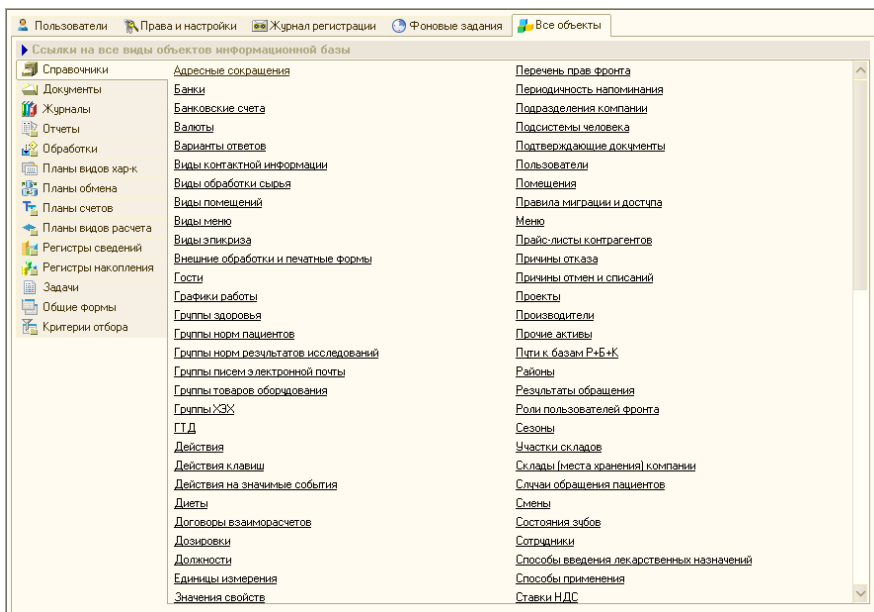 Пользователи
Права и настройки
Журнал регистрации
Фоновые задания
Все объекты
Ссылки на все виды объектов информационной базы
Справочники
Документы
Журналы
Отчеты
Обработки
Планы видов хар-к
Планы обмена
Планы счетов
Планы видов расчета
Регистры сведений
Регистры накопления
Задачи
Общие формы
Критерии отбора
Адресные сокращения
Банки
Банковские счета
Валюты
Варианты ответов
Виды контактной информации
Виды обработки сырья
Виды помещений
Виды меню
Виды эпикриза
Внешние обработки и печатные формы
Гости
Графики работы
Группы здоровья
Группы норм пациентов
Группы норм результатов исследований
Группы писем электронной почты
Группы товаров оборудования
Группы ХЭХ
ГТД
Действия
Действия клавиш
Действия на значимые события
Диеты
Договоры взаиморасчетов
Дозировки
Должности
Единицы измерения
Значения свойств
Перечень прав фронта
Периодичность напоминания
Подразделения компании
Подсистемы человека
Подтверждающие документы
Пользователи
Помещения
Правила миграции и доступа
Меню
Прайс-листы контрагентов
Причины отказа
Причины отмен и списаний
Проекты
Производители
Прочие активы
Пути к базам Р+Б+К
Районы
Результаты обращения
Роли пользователей фронта
Сезоны
Участки складов
Склады (места хранения) компании
Случаи обращения пациентов
Смены
Состояния зубов
Сотрудники
Способы введения лекарственных назначений
Способы применения
Ставки НДС